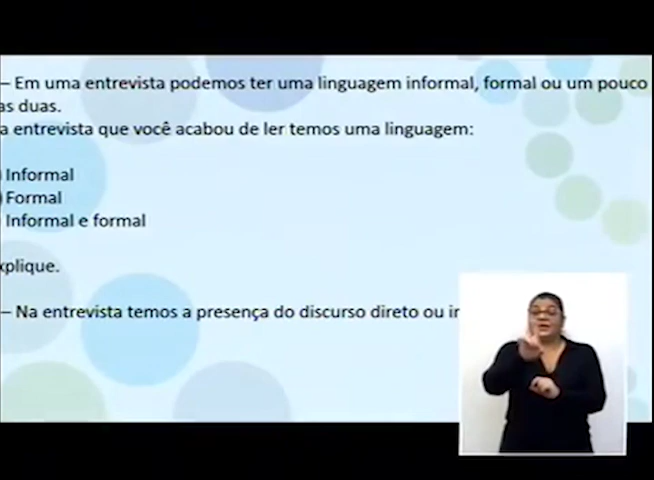 – Em uma entrevista podemos ter uma linguagem informal, formal ou um pouco
as duas.
a entrevista que você acabou de ler temos uma linguagem:
) Informal
) Formal
Informal e formal
xplique.
– Na entrevista temos a presença do discurso direto ou in